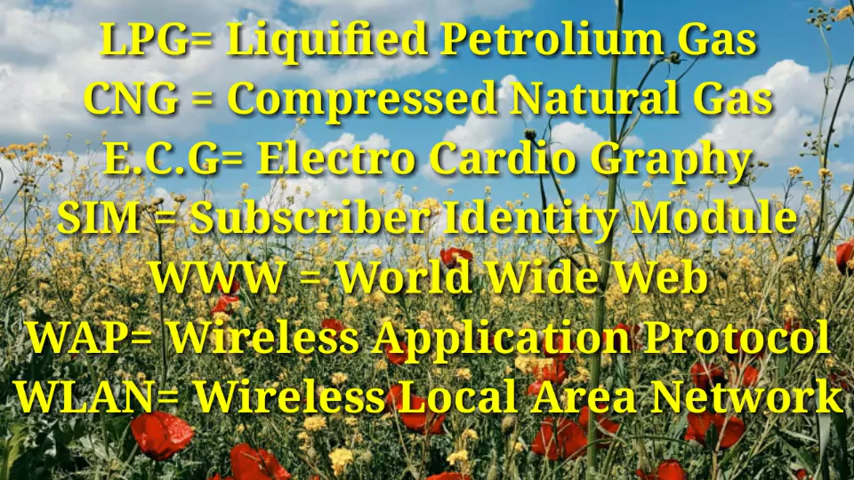 LPG= Liquified Petrolium Gas
CNG = Compressed Natural Gas
E.C.G= Electro Cardio Graphy
SIM = Subscriber Identity Module
WWW = World Wide Web
WAP= Wireless Application Protocol
WLAN= Wireless Local Area Network